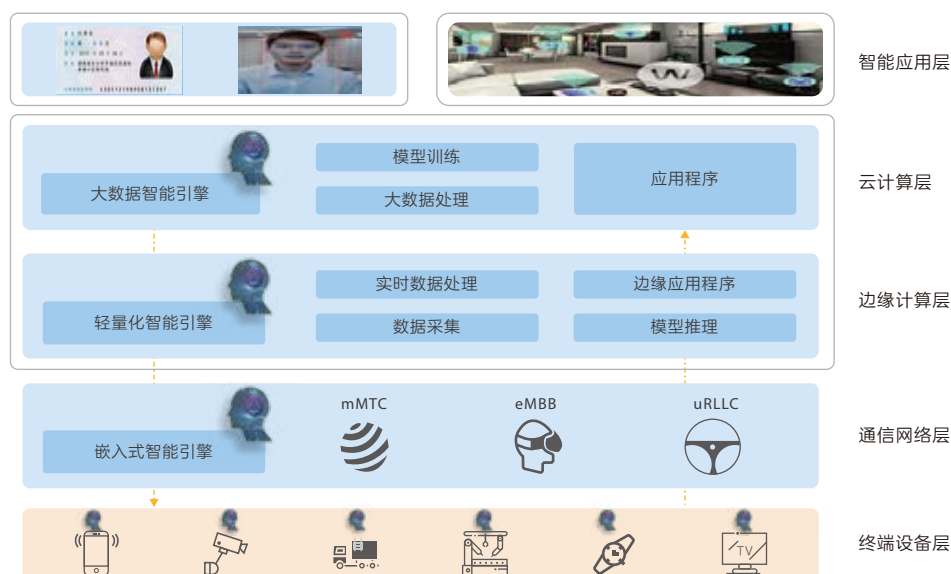 智能应用层
大数据智能引擎
模型训练
大数据处理
应用程序
云计算层
轻量化智能引擎
实时数据处理
数据采集
边缘应用程序
模型推理
边缘计算层
嵌入式智能引擎
mMTC
eMBB
uRLLC
通信网络层
TV
终端设备层